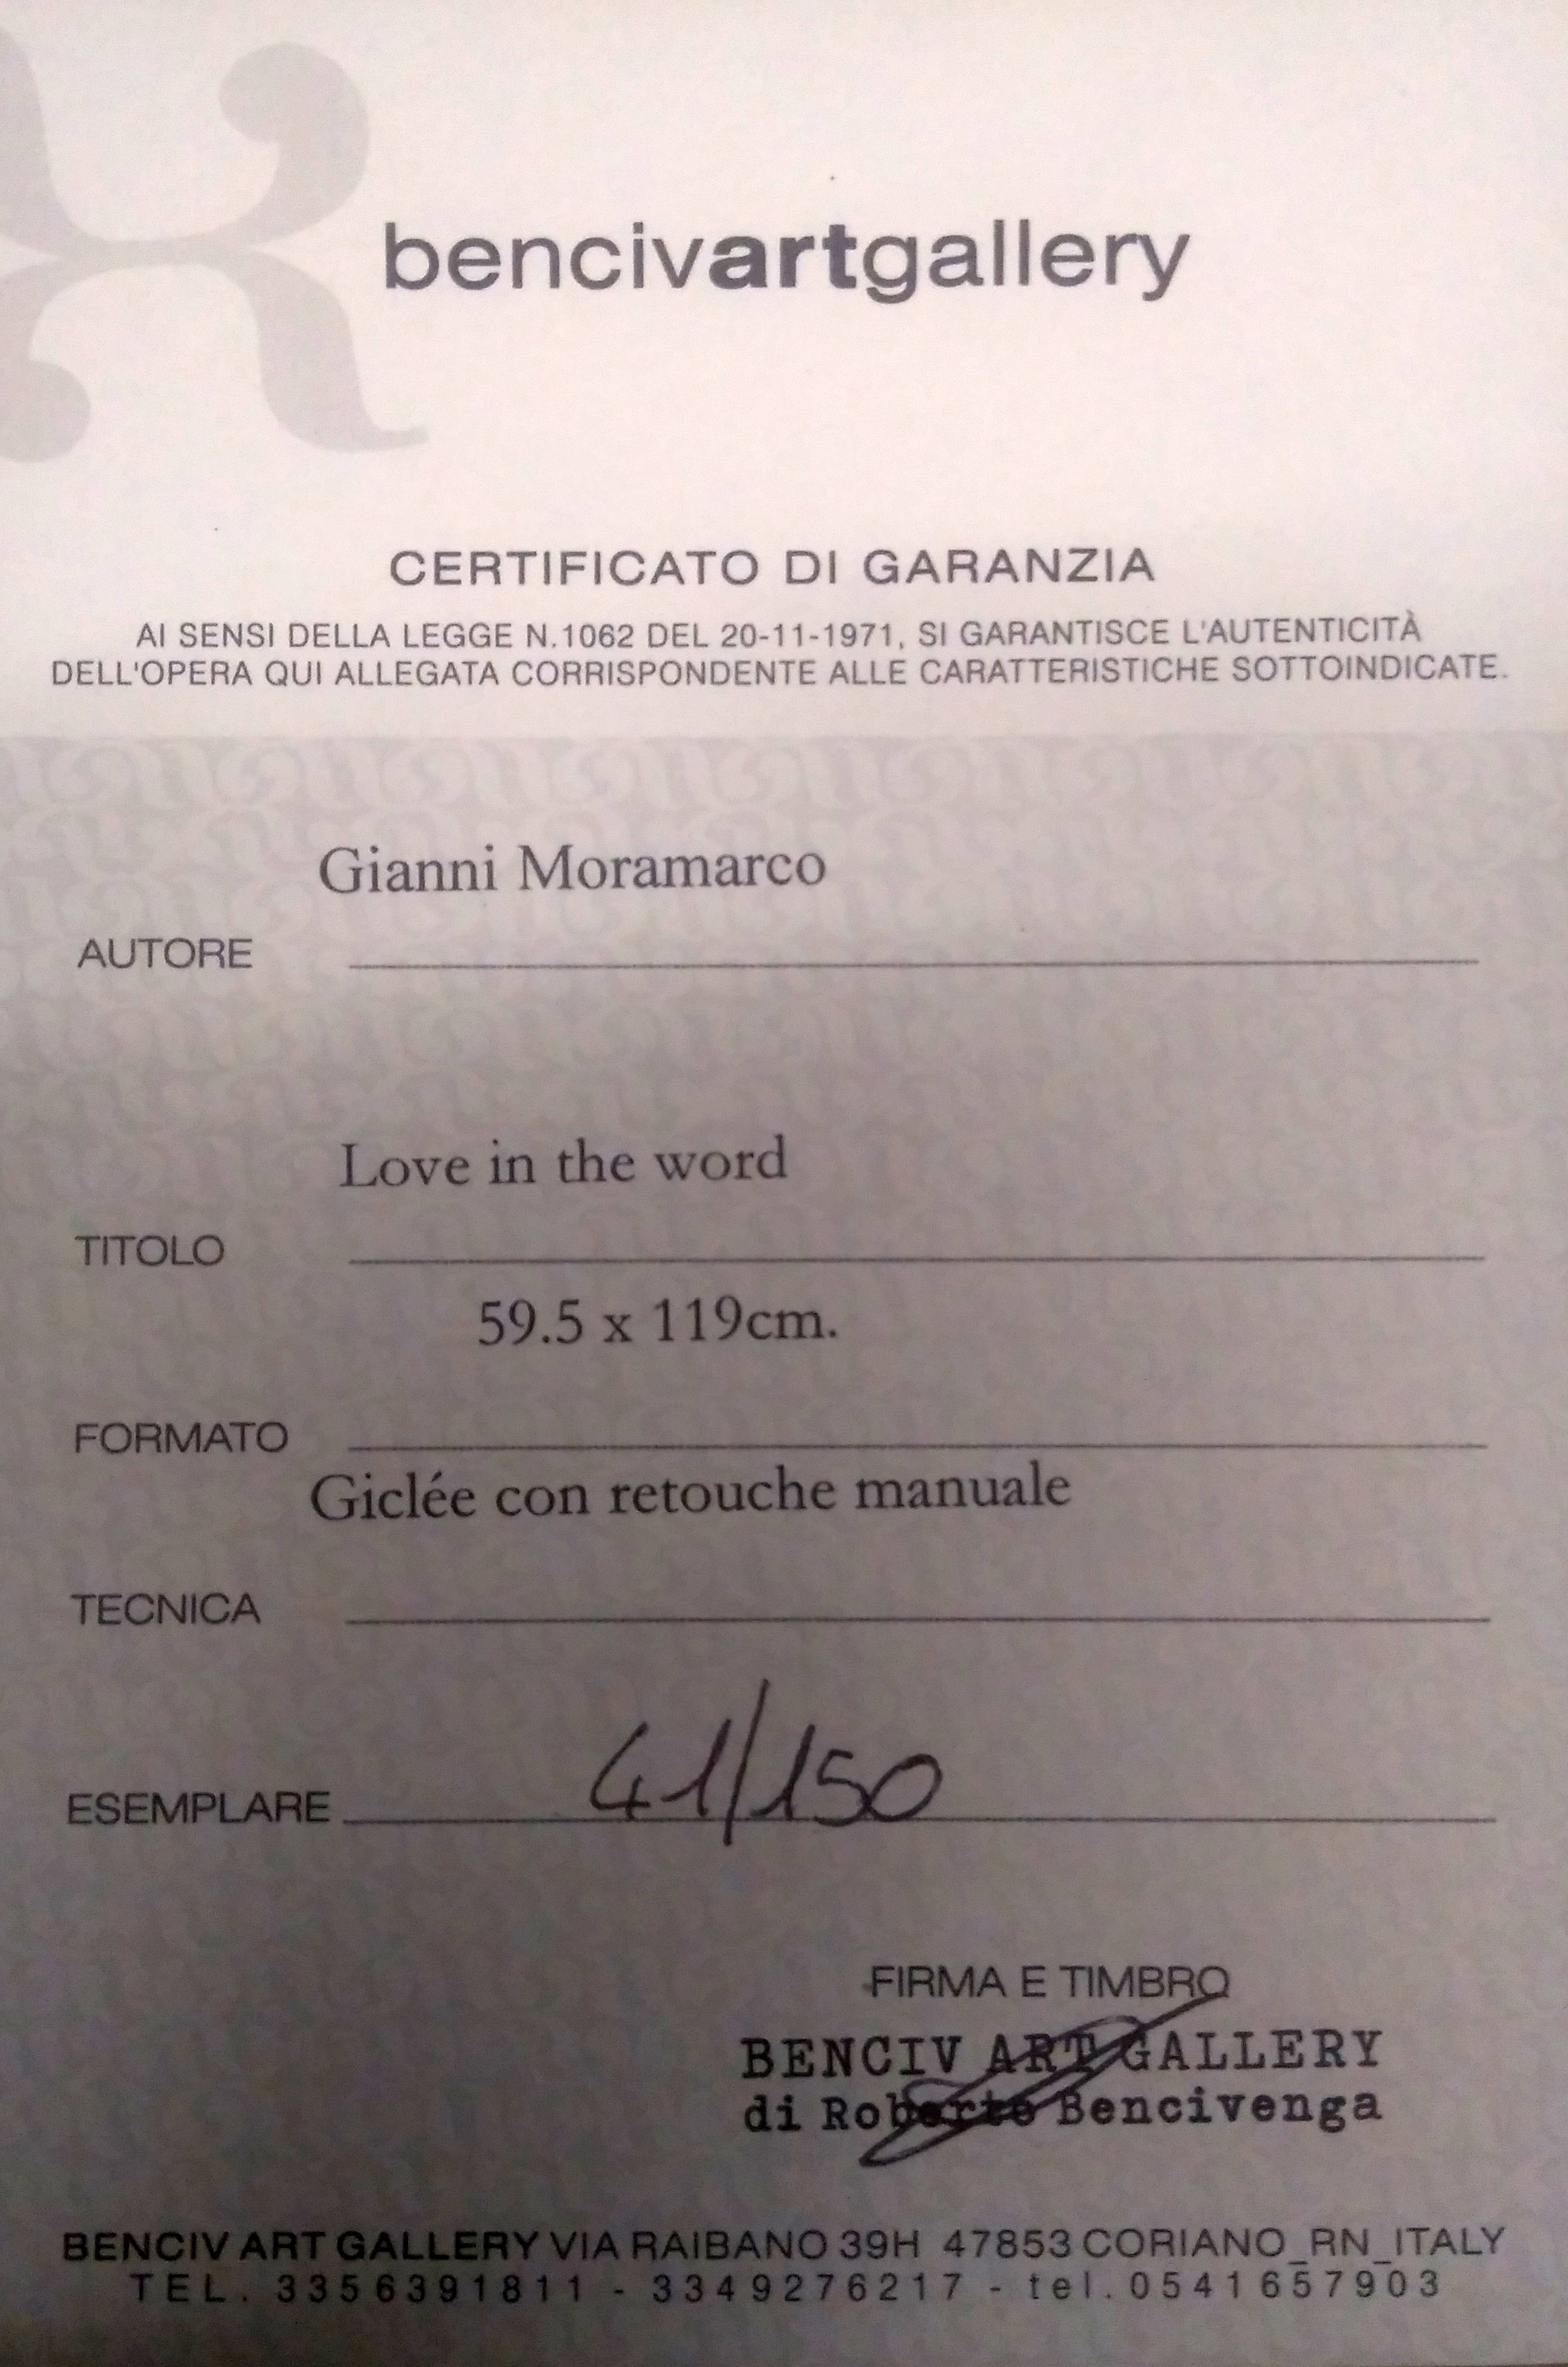 bencivartgallery
CERTIFICATO DI GARANZIA
AI SENSI DELLA LEGGE N.1062 DEL 20-11-1971, SI GARANTISCE L'AUTENTICITÀ
DELL'OPERA QUI ALLEGATA CORRISPONDENTE ALLE CARATTERISTICHE SOTTOINDICATE.
Gianni Moramarco
AUTORE
Love in the word
TITOLO
59.5 x 119cm.
FORMATO
Giclée con retouche manuale
TECNICA
ESEMPLARE 41/150
FIRMA E TIMBRO
BENCIV ART GALLERY
di Roberto Bencivenga
BENCIV ART GALLERY VIA RAIBANO 39H 47853 CORIANO_RN_ITALY
TEL. 3356391811 - 3349276217 - tel.0541657903